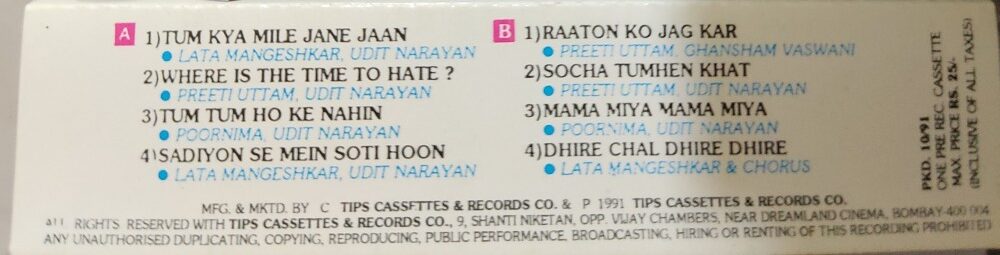 A
1)TUM KYA MILE JANE JAAN
● LATA MANGESHKAR, UDIT NARAYAN
2)WHERE IS THE TIME TO HATE ?
● PREETI UTTAM, UDIT NARAYAN
3)TUM TUM HO KE NAHIN
● POORNIMA, UDIT NARAYAN
4)SADIYON SE MEIN SOTI HOON
● LATA MANGESHKAR, UDIT NARAYAN
B
1)RAATON KO JAG KAR
● PREETI UTTAM, GHANSHAM VASWANI
2)SOCHA TUMHEN KHAT
● PREETI UTTAM, UDIT NARAYAN
3)MAMA MIYA MAMA MIYA
● POORNIMA, UDIT NARAYAN
4)DHIRE CHAL DHIRE DHIRE
● LATA MANGESHKAR & CHORUS
PKD. 10/91
ONE PRE REC CASSETTE
MAX. PRICE RS. 25/-
(INCLUSIVE OF ALL TAXES)
MFG. & MKTD. BY C TIPS CASSETTES & RECORDS CO. & P 1991 TIPS CASSETTES & RECORDS CO.
ALL RIGHTS RESERVED WITH TIPS CASSETTES & RECORDS CO., 9, SHANTI NIKETAN, OPP. VIJAY CHAMBERS, NEAR DREAMLAND CINEMA, BOMBAY-400 004
ANY UNAUTHORISED DUPLICATING, COPYING, REPRODUCING, PUBLIC PERFORMANCE, BROADCASTING, HIRING OR RENTING OF THIS RECORDING PROHIBITED